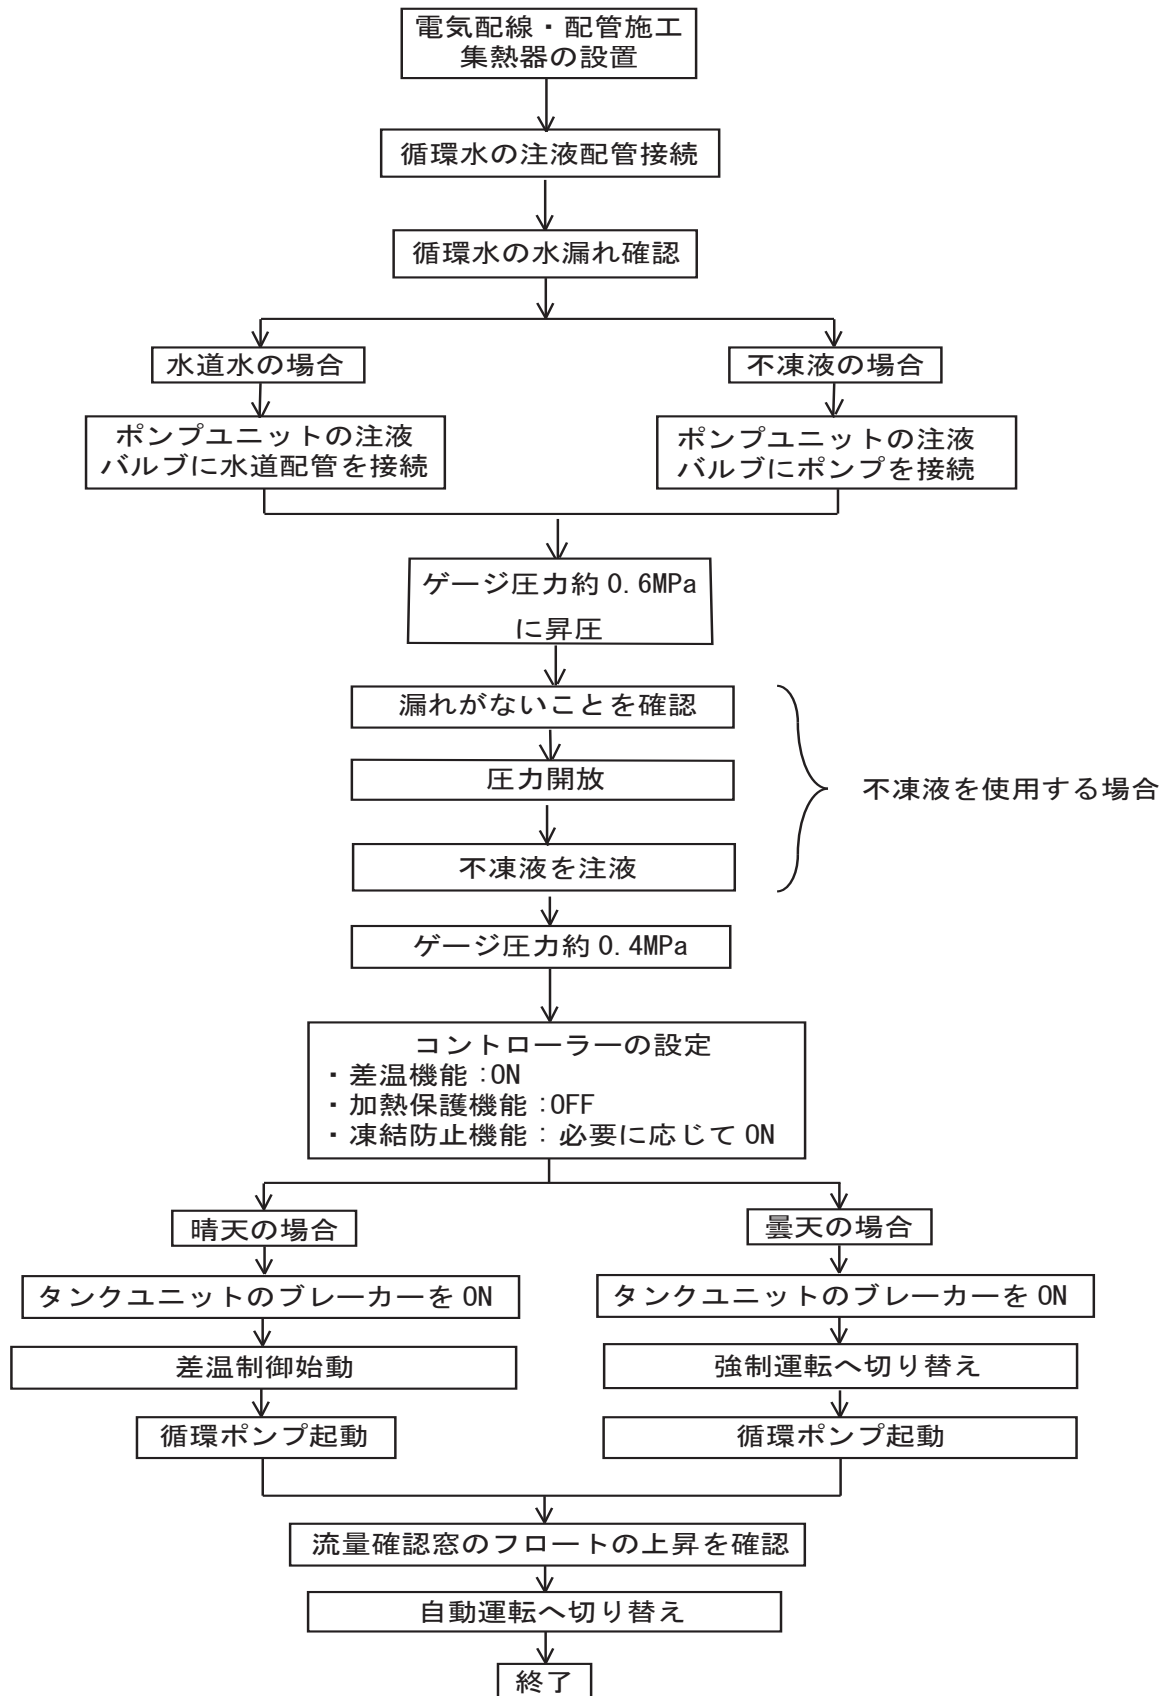 電気配線・配管施工
集熱器の設置
循環水の注液配管接続
循環水の水漏れ確認
水道水の場合
不凍液の場合
ポンプユニットの注液
バルブに水道配管を接続
ポンプユニットの注液
バルブにポンプを接続
ゲージ圧力約0.6MPa
に昇圧
漏れがないことを確認
圧力開放
不凍液を注液
不凍液を使用する場合
ゲージ圧力約0.4MPa
コントローラーの設定
・差温機能:ON
・加熱保護機能:OFF
・凍結防止機能:必要に応じてON
晴天の場合
曇天の場合
タンクユニットのブレーカーをON
タンクユニットのブレーカーをON
差温制御始動
強制運転へ切り替え
循環ポンプ起動
循環ポンプ起動
流量確認窓のフロートの上昇を確認
自動運転へ切り替え
終了